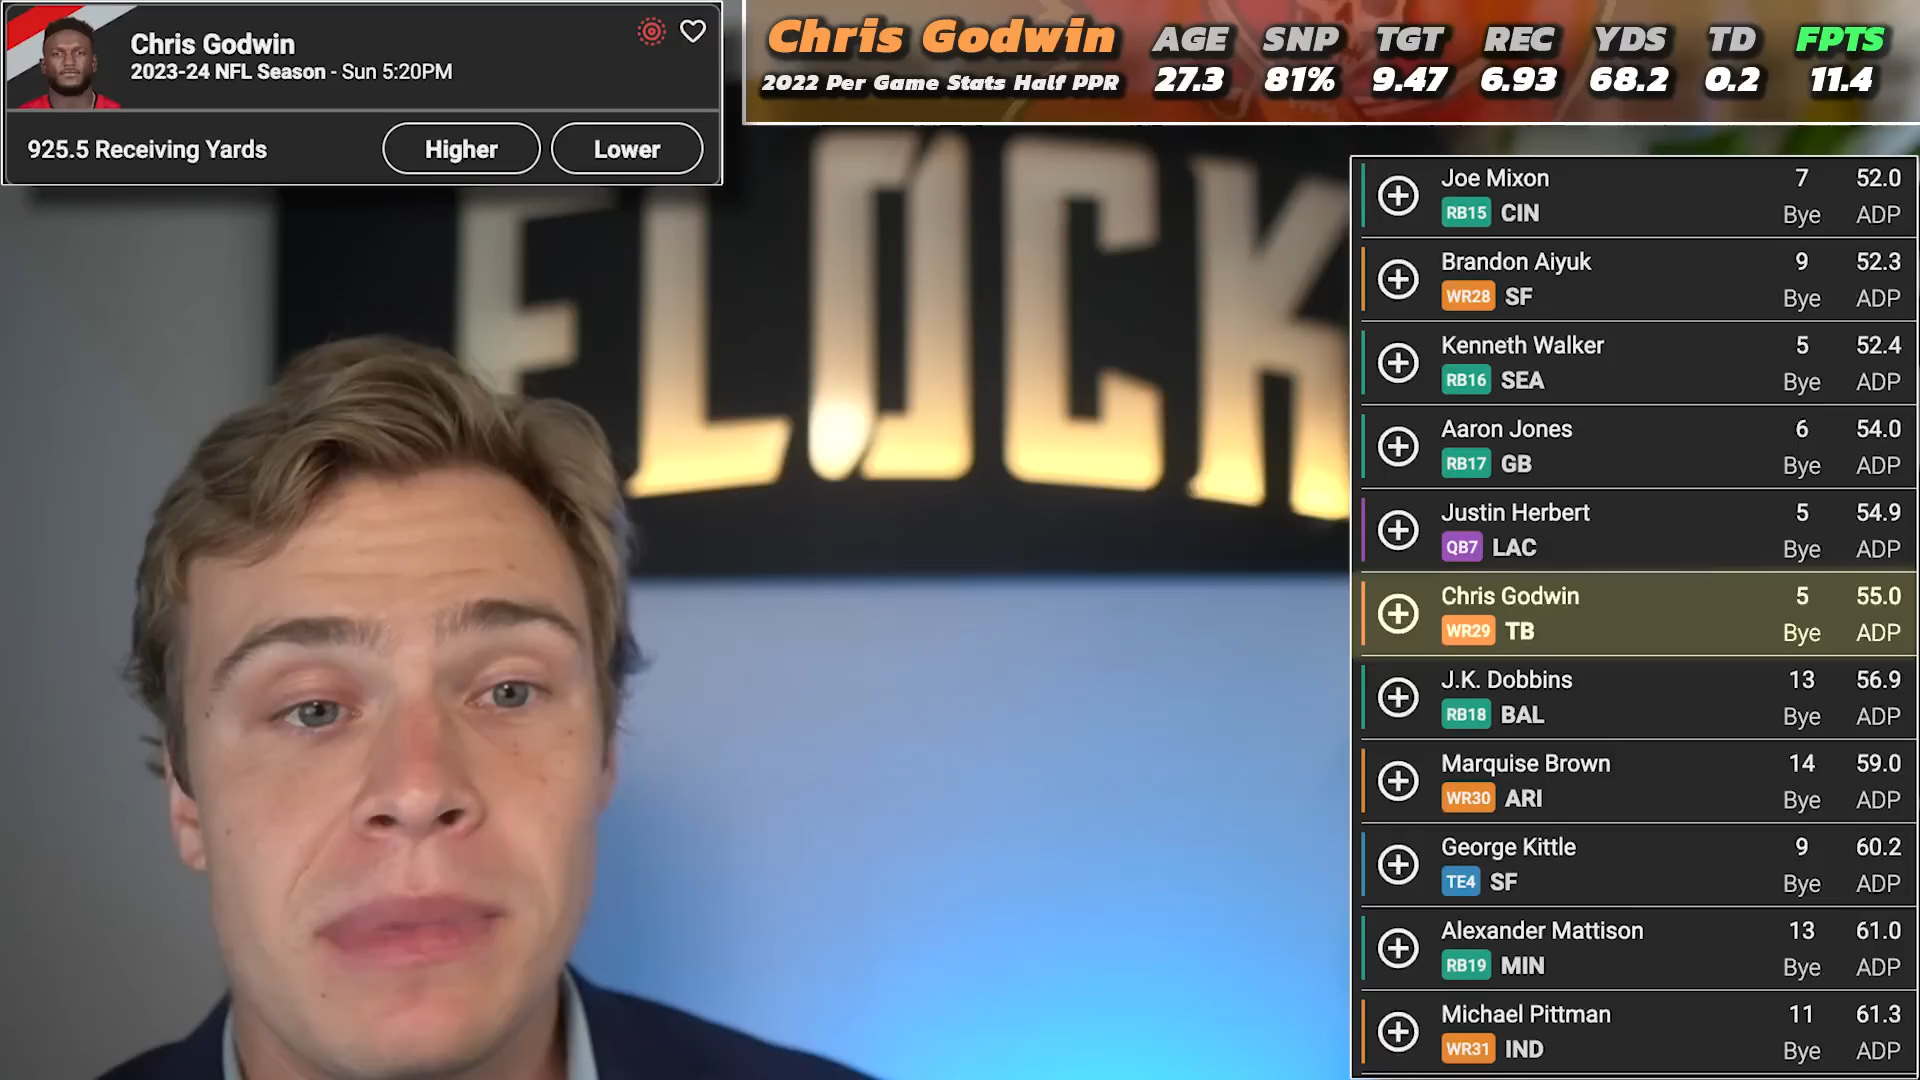 Chris Godwin
2023-24 NFL Season - Sun 5:20PM
925.5 Receiving Yards
Higher
Lower
Chris Godwin
2022 Per Game Stats Half PPR
AGE SNP TGT REC YDS TD FPTS
27.3 81% 9.47 6.93 68.2 0.2 11.4
FLOCK
Joe Mixon 7 52.0
RB15 CIN Bye ADP
Brandon Aiyuk 9 52.3
WR28 SF Bye ADP
Kenneth Walker 5 52.4
RB16 SEA Bye ADP
Aaron Jones 6 54.0
RB17 GB Bye ADP
Justin Herbert 5 54.9
QB7 LAC Bye ADP
Chris Godwin 5 55.0
WR29 TB Bye ADP
J.K. Dobbins 13 56.9
RB18 BAL Bye ADP
Marquise Brown 14 59.0
WR30 ARI Bye ADP
George Kittle 9 60.2
TE4 SF Bye ADP
Alexander Mattison 13 61.0
RB19 MIN Bye ADP
Michael Pittman 11 61.3
WR31 IND Bye ADP